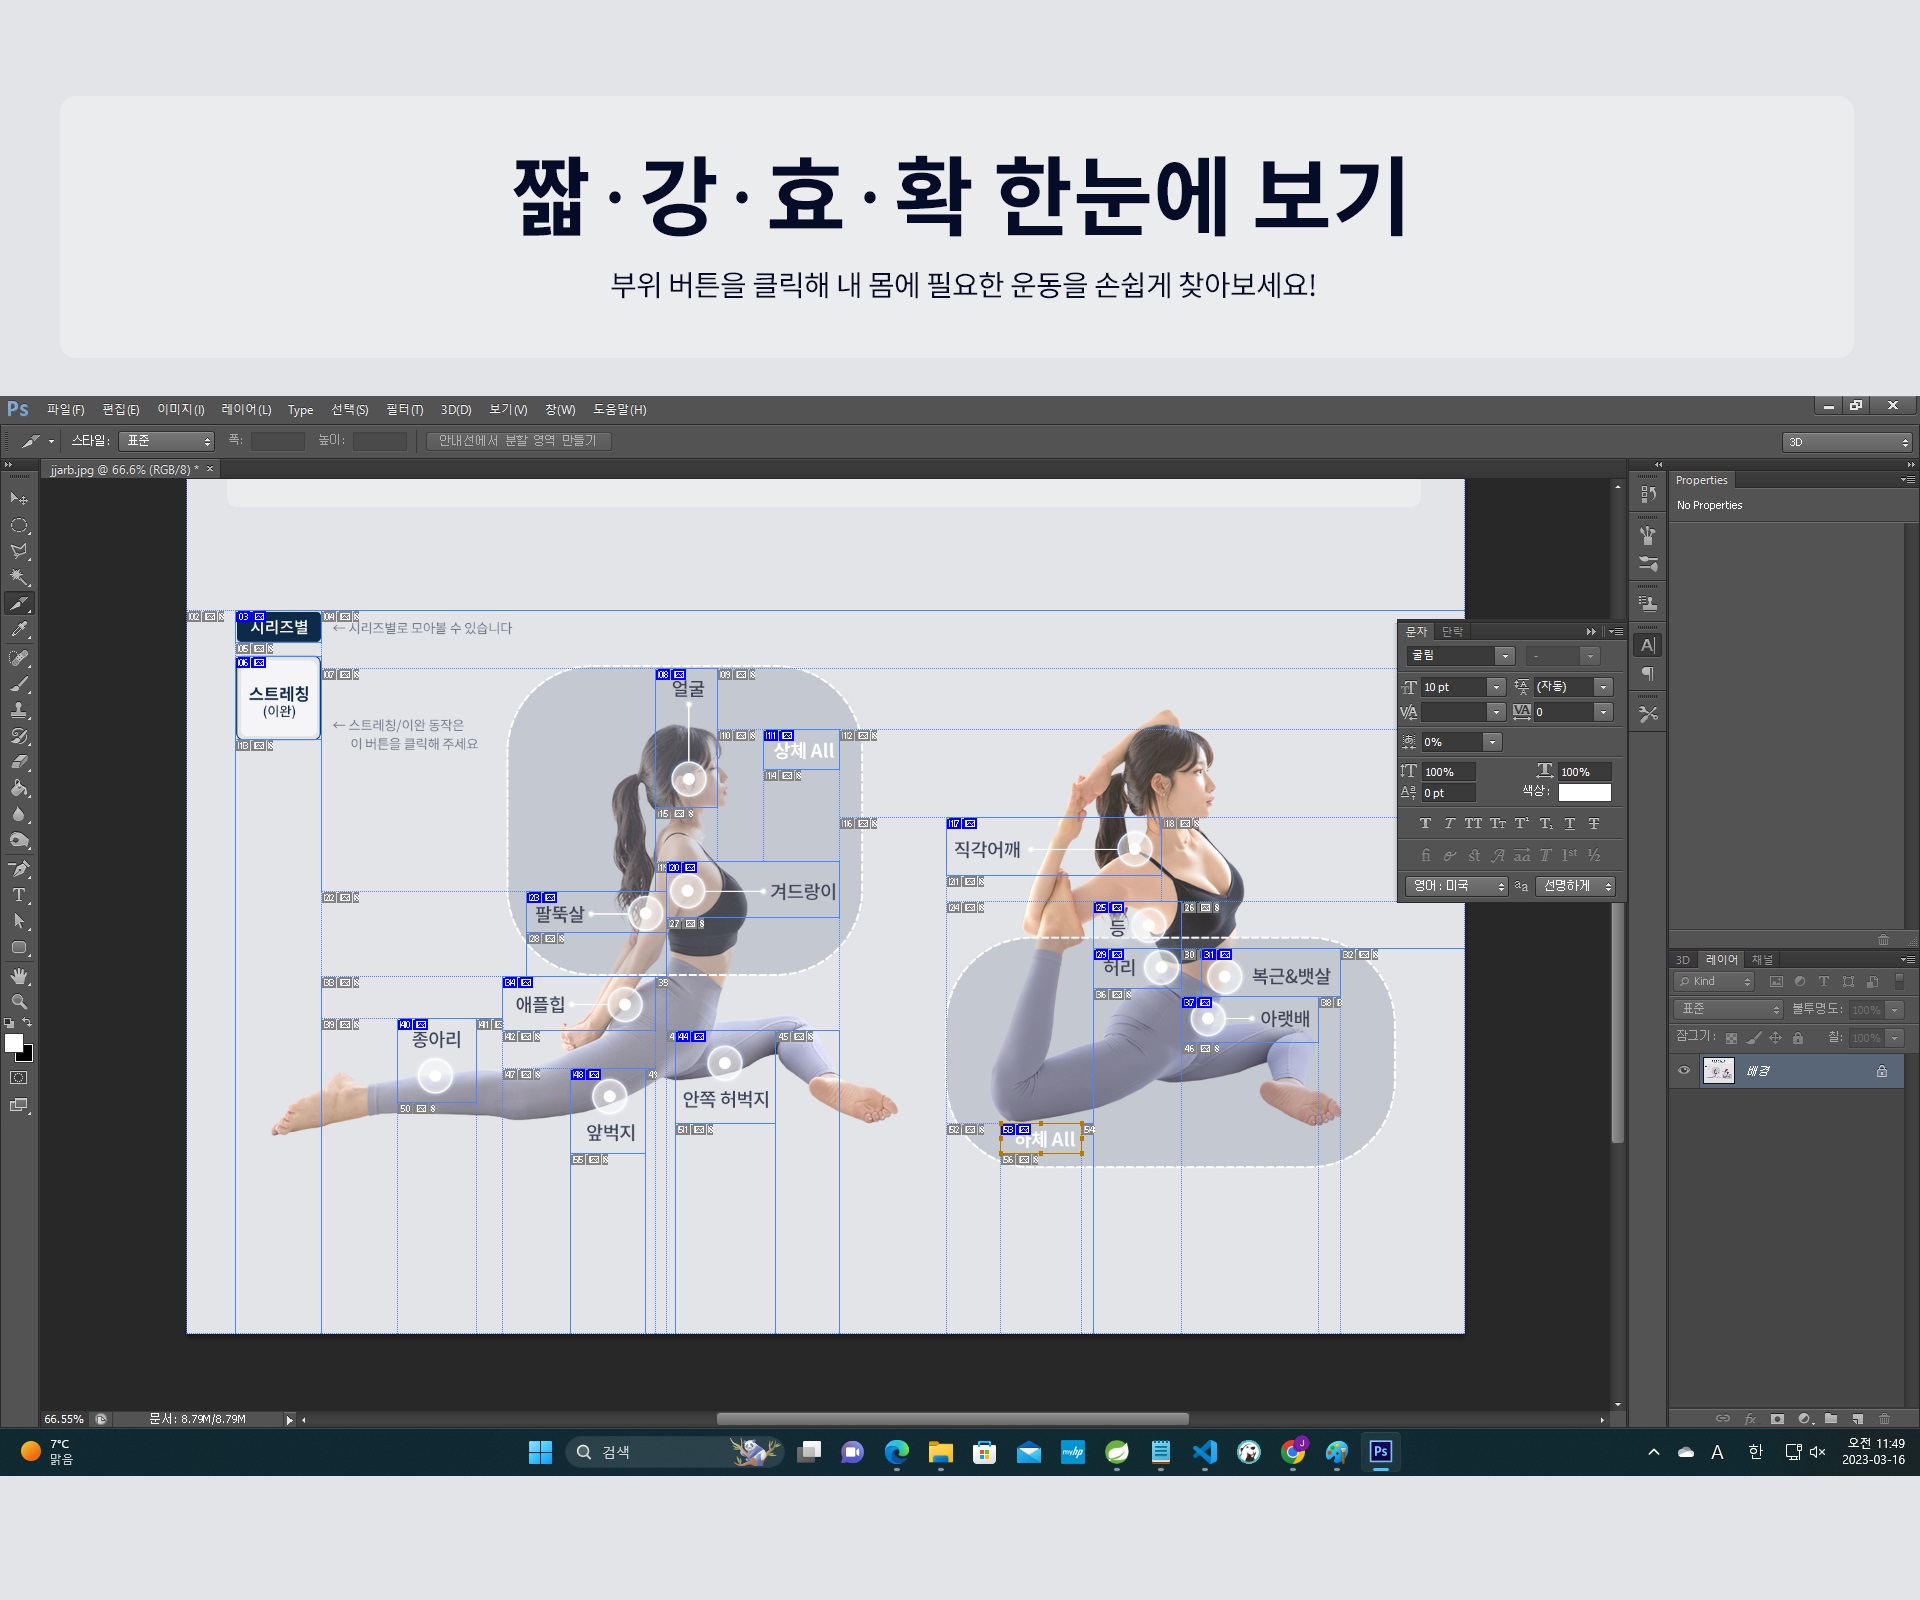 짧·강·효·확 한눈에 보기
부위 버튼을 클릭해 내 몸에 필요한 운동을 손쉽게 찾아보세요!
Ps 파일(F) 편집(E) 이미지(I) 레이어(L) Type 선택(S) 필터(T) 3D(D) 보기(V) 창(W) 도움말(H)
스타일: 표준 폭: 높이: 안내선에서 분할 영역 만들기 3D
jjarb.jpg @ 66.6% (RGB/8) * ×
Properties
No Properties
시리즈별
← 시리즈별로 모아볼 수 있습니다
스트레칭
(이완)
← 스트레칭/이완 동작은
이 버튼을 클릭해 주세요
얼굴
상체 All
겨드랑이
팔뚝살
애플힙
종아리
안쪽 허벅지
앞벅지
직각어깨
등
허리
복근&뱃살
아랫배
하체 All
문자 단락
굴림 -
10 pt (자동)
0
0%
100% 100%
0 pt 색상:
영어: 미국 선명하게
3D 레이어 채널
Kind
표준 불투명도: 100%
잠그기: 칠: 100%
배경
66.55% 문서: 8.79M/8.79M
7°C
맑음
검색
A 한
오전 11:49
2023-03-16